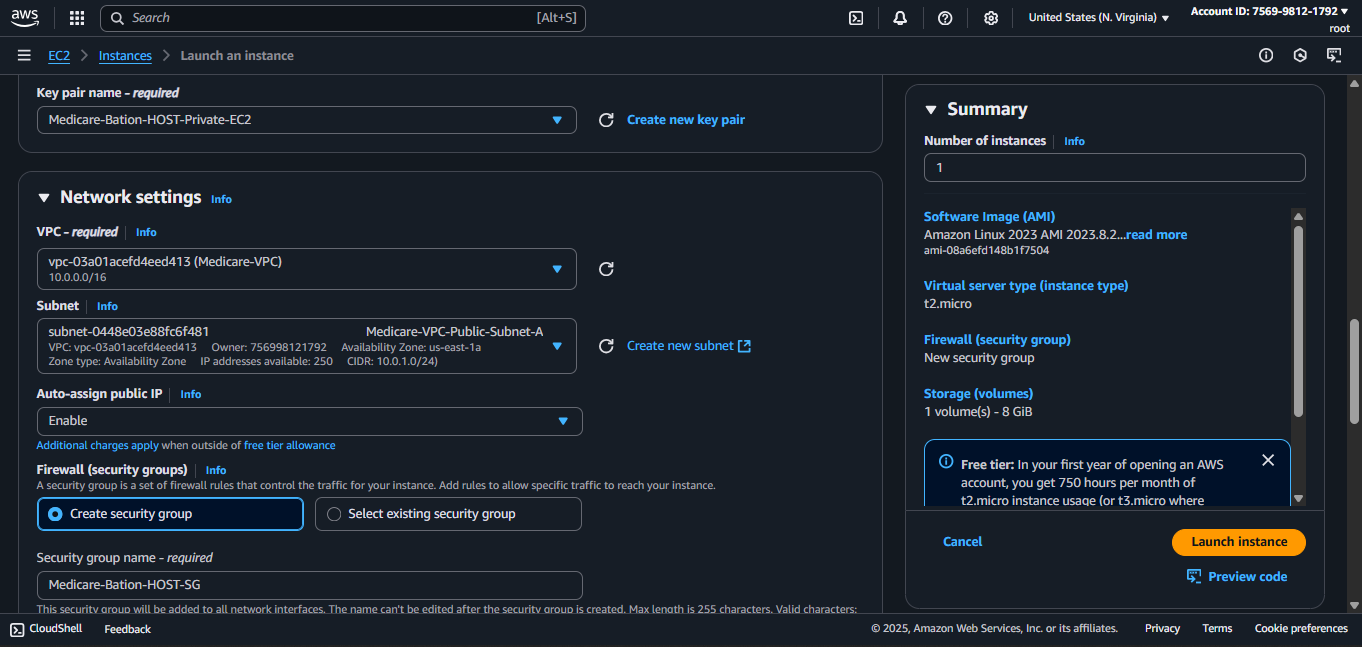 aws
Search
[Alt+S]
United States (N. Virginia)
Account ID: 7569-9812-1792
root
EC2
Instances
Launch an instance
Key pair name - required
Medicare-Bation-HOST-Private-EC2
Create new key pair
Network settings Info
VPC - required Info
vpc-03a01acefd4eed413 (Medicare-VPC)
10.0.0.0/16
Subnet Info
subnet-0448e03e88fc6f481 Medicare-VPC-Public-Subnet-A
VPC: vpc-03a01acefd4eed413 Owner: 756998121792 Availability Zone: us-east-1a
Zone type: Availability Zone IP addresses available: 250 CIDR: 10.0.1.0/24)
Create new subnet
Auto-assign public IP Info
Enable
Additional charges apply when outside of free tier allowance
Firewall (security groups) Info
A security group is a set of firewall rules that control the traffic for your instance. Add rules to allow specific traffic to reach your instance.
Create security group
Select existing security group
Security group name - required
Medicare-Bation-HOST-SG
This security group will be added to all network interfaces. The name can't be edited after the security group is created. Max length is 255 characters. Valid characters:
Summary
Number of instances Info
1
Software Image (AMI)
Amazon Linux 2023 AMI 2023.8.2...read more
ami-08a6efd148b1f7504
Virtual server type (instance type)
t2.micro
Firewall (security group)
New security group
Storage (volumes)
1 volume(s) - 8 GiB
Free tier: In your first year of opening an AWS
account, you get 750 hours per month of
t2.micro instance usage (or t3.micro where
Cancel
Launch instance
Preview code
CloudShell
Feedback
© 2025, Amazon Web Services, Inc. or its affiliates.
Privacy
Terms
Cookie preferences